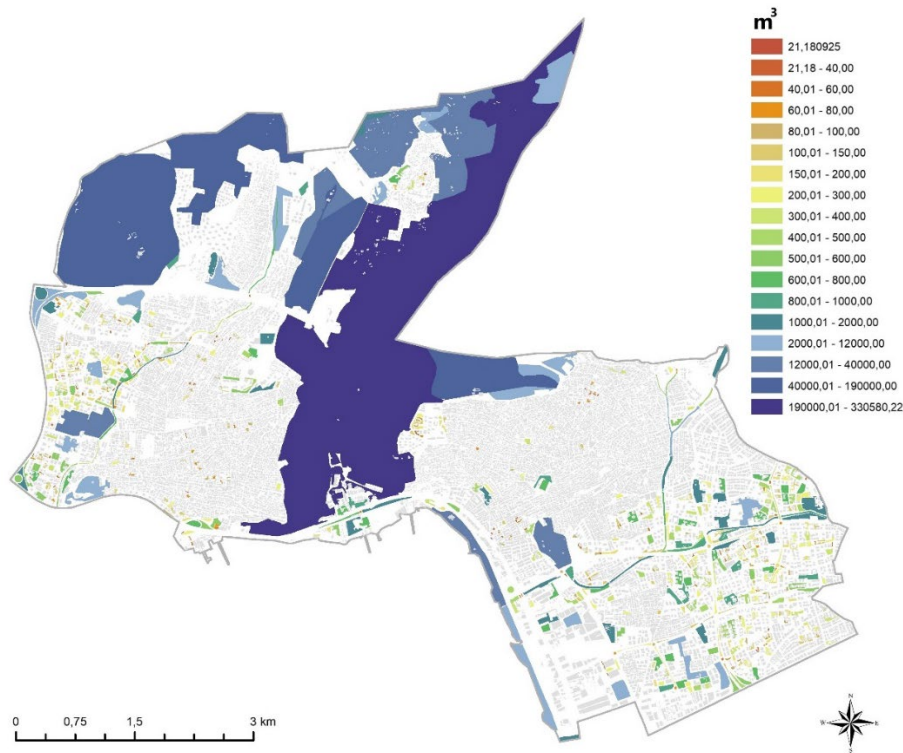 m³
21,180925
21,18 - 40,00
40,01 - 60,00
60,01 - 80,00
80,01 - 100,00
100,01 - 150,00
150,01 - 200,00
200,01 - 300,00
300,01 - 400,00
400,01 - 500,00
500,01 - 600,00
600,01 - 800,00
800,01 - 1000,00
1000,01 - 2000,00
2000,01 - 12000,00
12000,01 - 40000,00
40000,01 - 190000,00
190000,01 - 330580,22
0 0,75 1,5 3 km
N
W E
S